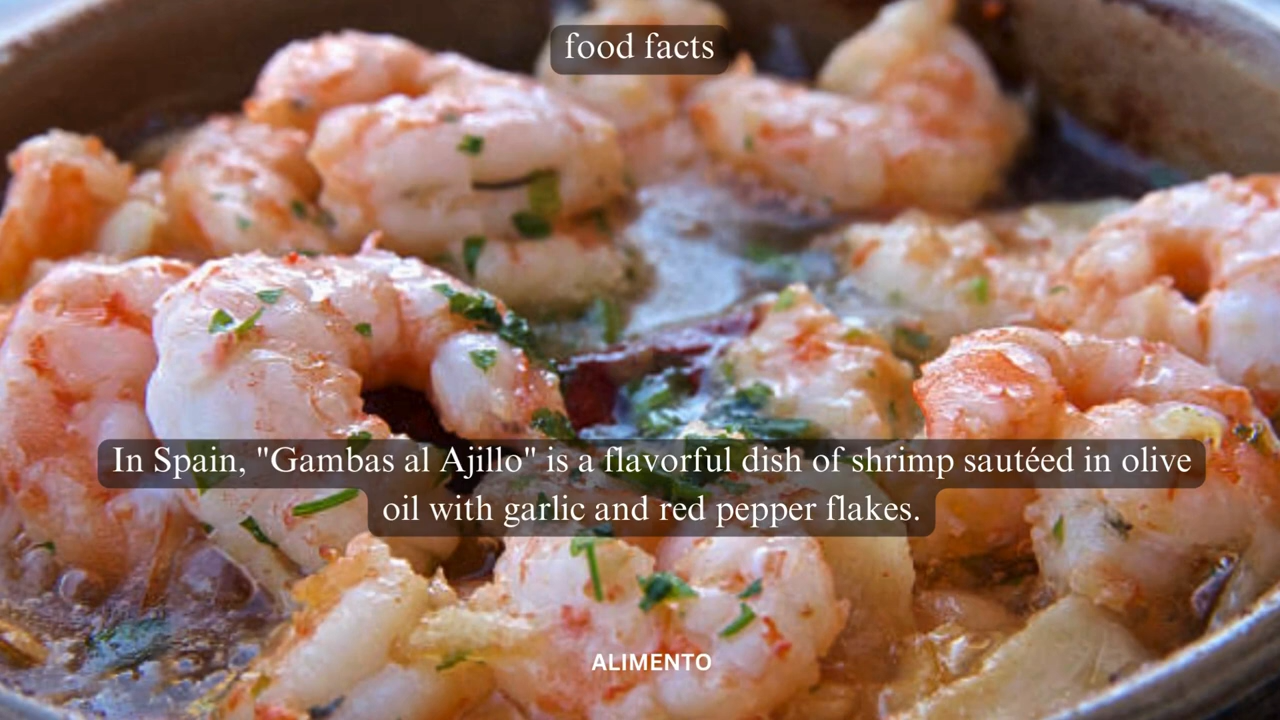 food facts
In Spain, "Gambas al Ajillo" is a flavorful dish of shrimp sautéed in olive
oil with garlic and red pepper flakes.
ALIMENTO